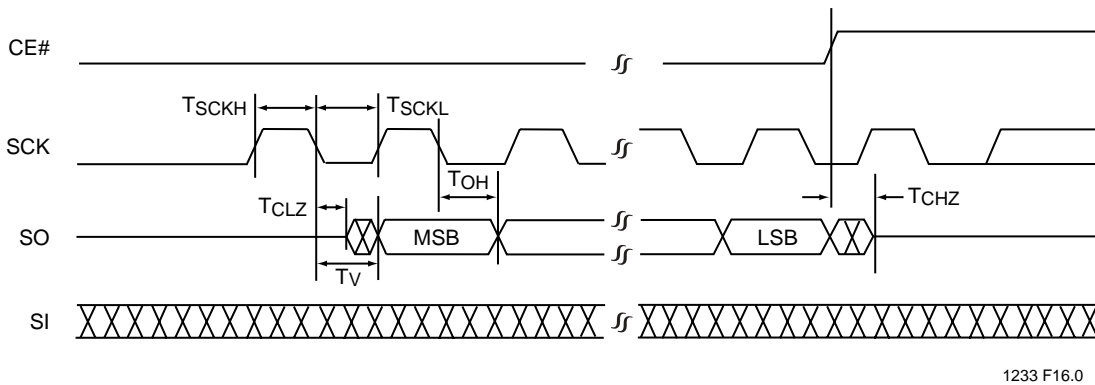 CE#
TSCKH
TSCKL
SCK
TOH
TCLZ
TCHZ
SO
MSB
LSB
TV
SI
1233 F16.0